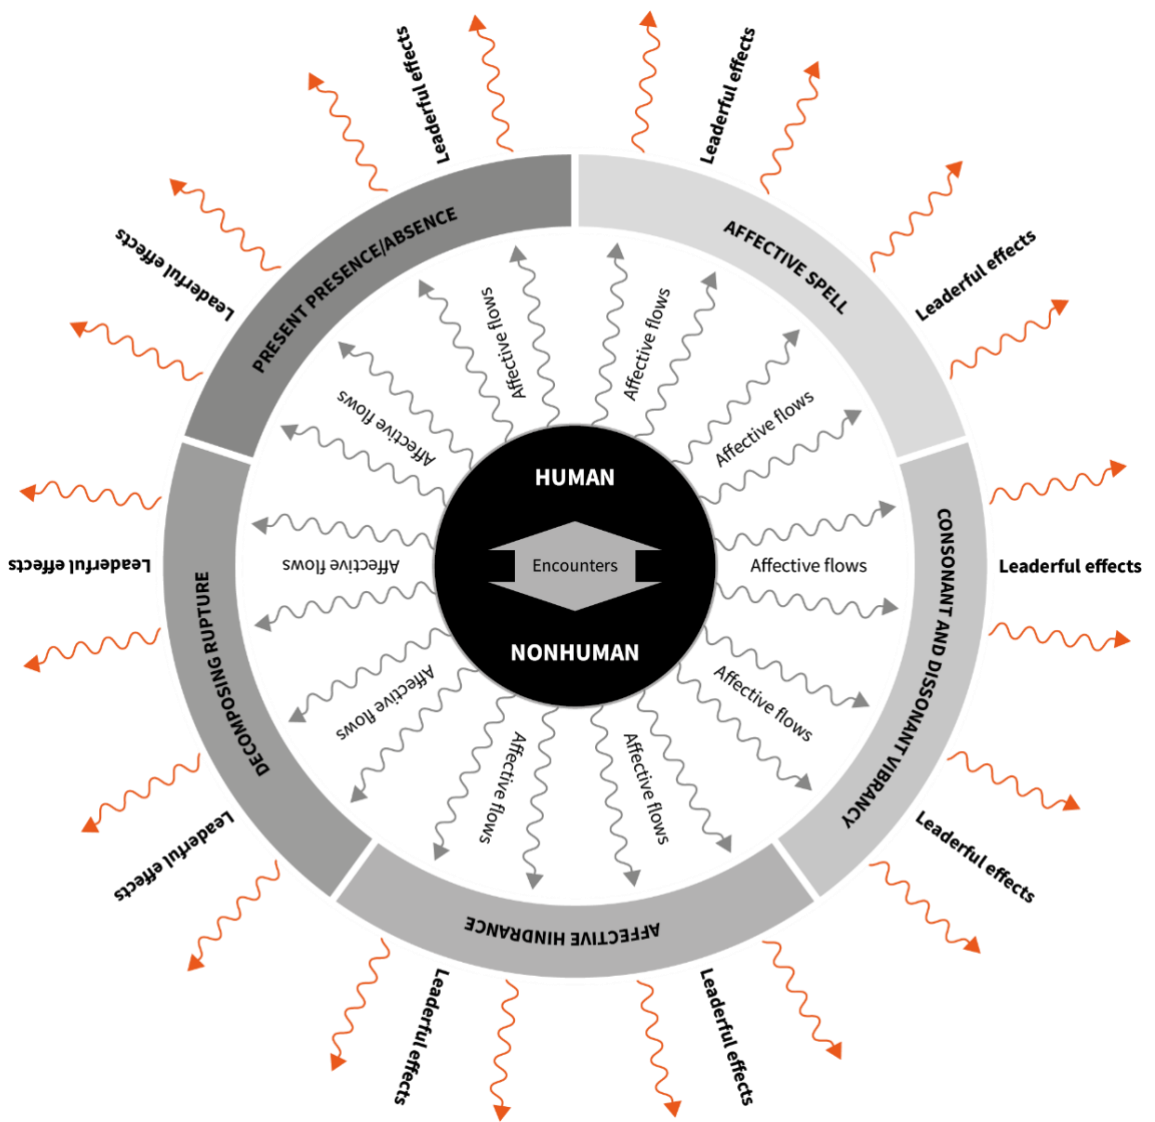 Leaderful effects
Leaderful effects
Leaderful effects
Leaderful effects
PRESENT PRESENCE/ABSENCE
AFFECTIVE SPELL
Affective flows
Affective flows
Affective flows
Affective flows
HUMAN
Leaderful effects
Affective flows
Encounters
Affective flows
Leaderful effects
NONHUMAN
DECOMPOSING RUPTURE
CONSONANT AND DISSONANT VIBRANCY
Affective flows
Affective flows
Affective flows
Affective flows
Leaderful effects
Leaderful effects
AFFECTIVE HINDRANCE
Leaderful effects
Leaderful effects